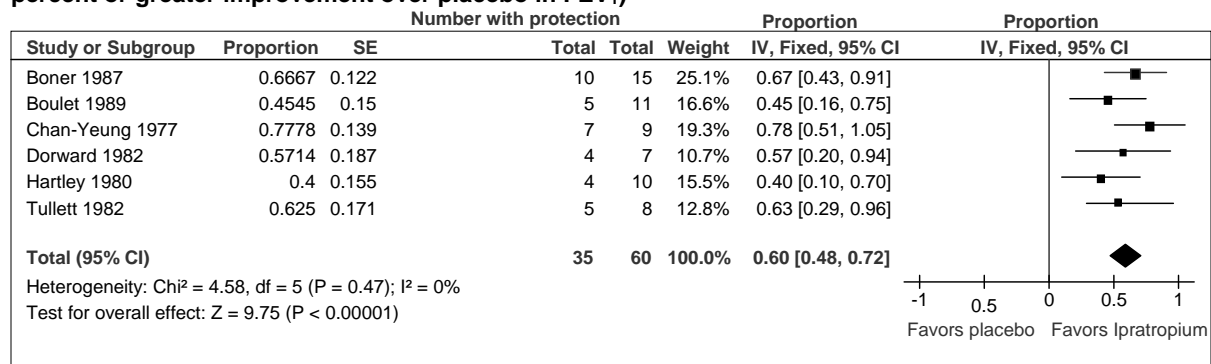 percent or greater improvement over placebo in FEV1)
Number with protection Proportion Proportion
Study or Subgroup Proportion SE Total Total Weight IV, Fixed, 95% CI IV, Fixed, 95% CI
Boner 1987 0.6667 0.122 10 15 25.1% 0.67 [0.43, 0.91]
Boulet 1989 0.4545 0.15 5 11 16.6% 0.45 [0.16, 0.75]
Chan-Yeung 1977 0.7778 0.139 7 9 19.3% 0.78 [0.51, 1.05]
Dorward 1982 0.5714 0.187 4 7 10.7% 0.57 [0.20, 0.94]
Hartley 1980 0.4 0.155 4 10 15.5% 0.40 [0.10, 0.70]
Tullett 1982 0.625 0.171 5 8 12.8% 0.63 [0.29, 0.96]
Total (95% CI) 35 60 100.0% 0.60 [0.48, 0.72]
Heterogeneity: Chi² = 4.58, df = 5 (P = 0.47); I² = 0%
Test for overall effect: Z = 9.75 (P < 0.00001)
-1 0.5 0 0.5 1
Favors placebo Favors Ipratropium